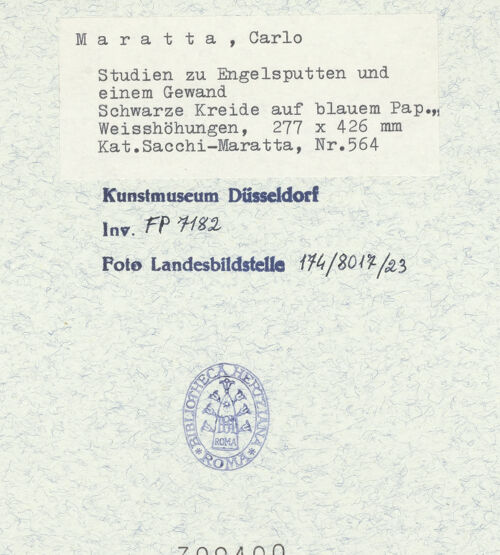 M a r a t t a , Carlo
Studien zu Engelsputten und
einem Gewand
Schwarze Kreide auf blauem Pap.,,
Weisshöhungen, 277 x 426 mm
Kat.Sacchi-Maratta, Nr.564
Kunstmuseum Düsseldorf
Inv. FP 7182
Foto Landesbildstelle 174/8017/23
BIBLIOTHECA HERTZIANA
ROMA
ROMA